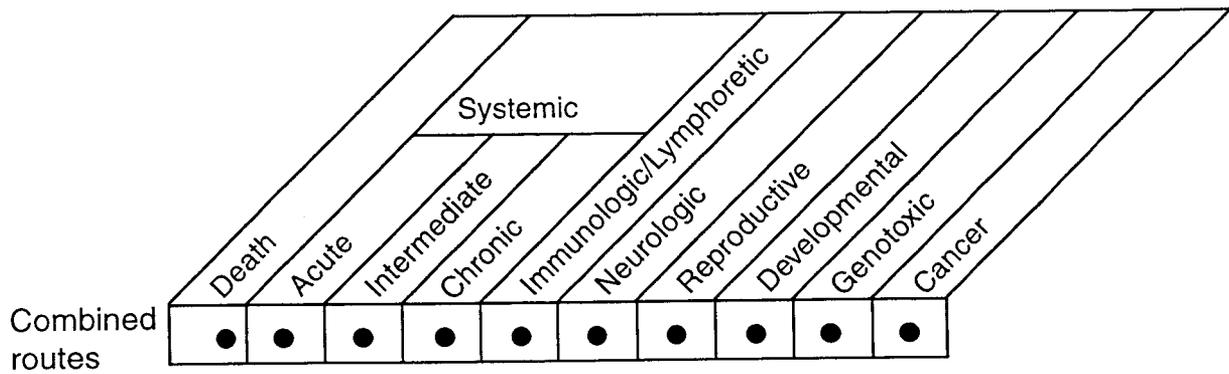 Systemic
Death
Acute
Intermediate
Chronic
Immunologic/Lymphoretic
Neurologic
Reproductive
Developmental
Genotoxic
Cancer
Combined
routes